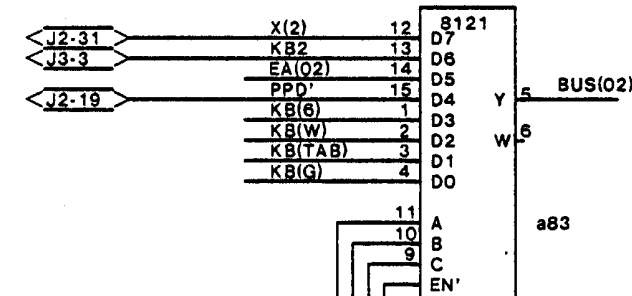 X(2) 12 8121
J2-31 D7
KB2 13
J3-3 D6
EA(02) 14 D5
PPD' 15
J2-19 D4 Y 5 BUS(02)
KB(6) 1 D3
KB(W) 2 D2 W 6
KB(TAB) 3 D1
KB(G) 4 D0
11 A a83
10 B
9 C
EN'